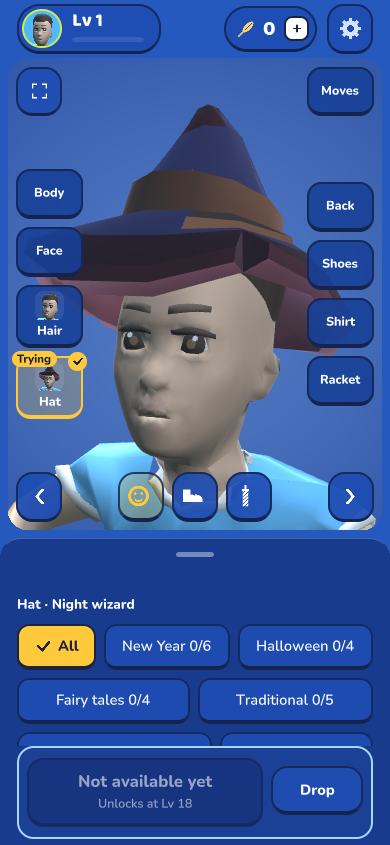 Lv 1
0
+
Moves
Body
Back
Face
Shoes
Hair
Shirt
Trying
Hat
Racket
Hat · Night wizard
All
New Year 0/6
Halloween 0/4
Fairy tales 0/4
Traditional 0/5
Not available yet
Unlocks at Lv 18
Drop